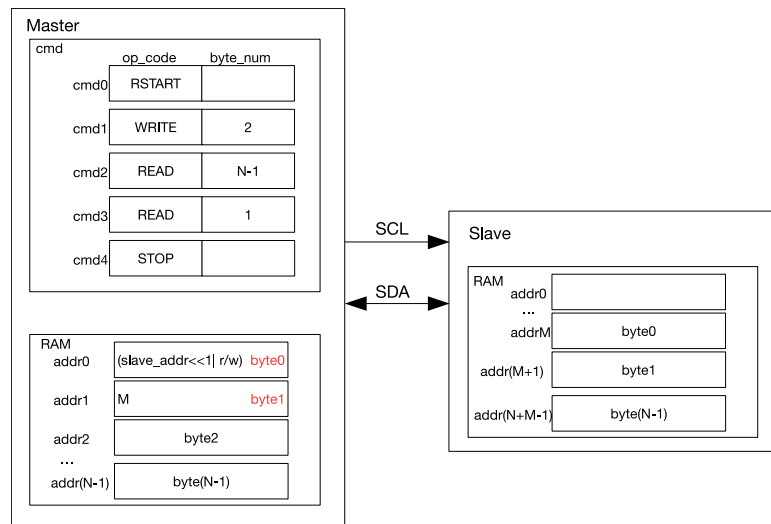 Master
cmd
op_code byte_num
cmd0 RSTART
cmd1 WRITE 2
cmd2 READ N-1
cmd3 READ 1
cmd4 STOP
SCL
SDA
Slave
RAM
addr0
...
addrM byte0
addr(M+1) byte1
addr(N+M-1) byte(N-1)
RAM
addr0 (slave_addr<<1| r/w) byte0
addr1 M byte1
addr2 byte2
...
addr(N-1) byte(N-1)